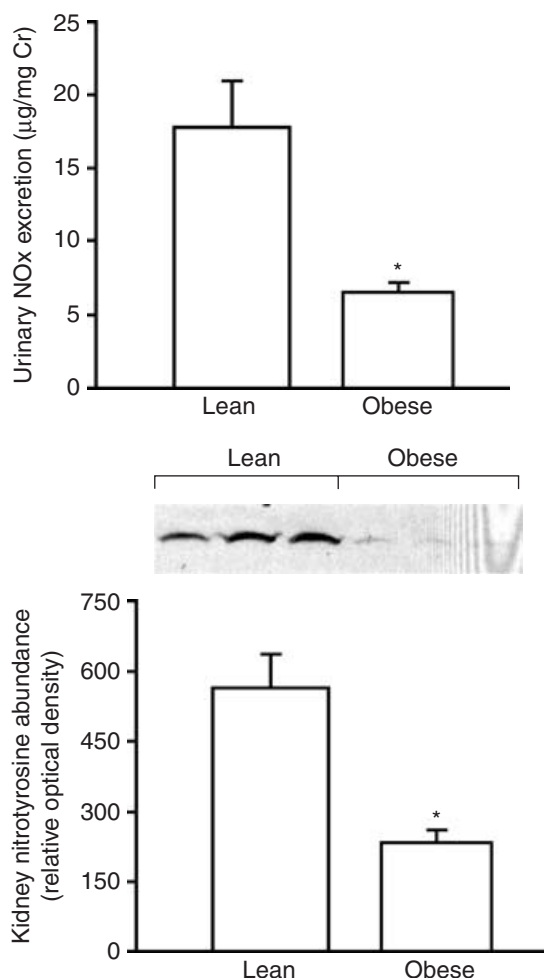 Urinary NOx excretion (μg/mg Cr)
25
20
15
10
5
0
*
Lean Obese
Lean Obese
Kidney nitrotyrosine abundance
(relative optical density)
750
600
450
300
150
0
*
Lean Obese